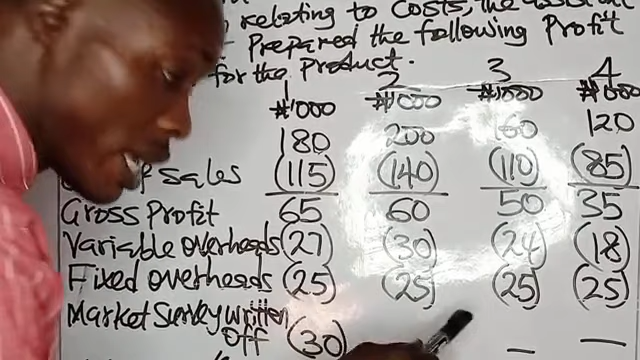 relating to Costs, the
Prepared the following Profit
for the Product.
1 2 3 4
#'000 #'000 #'000 #'000
180 200 160 120
of sales (115) (140) (110) (85)
Gross Profit 65 60 50 35
Variable overheads (27) (30) (24) (18)
Fixed overheads (25) (25) (25) (25)
Market Survey written
off (30) — —